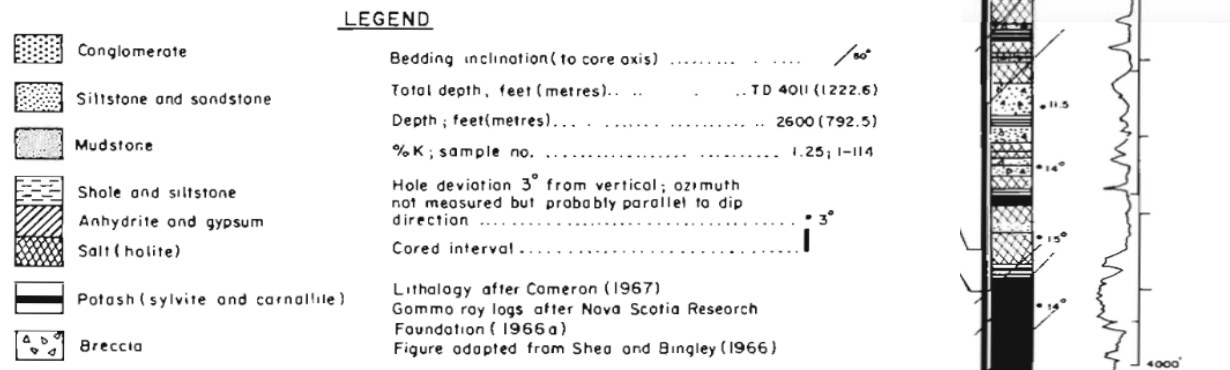 LEGEND
Conglomerate
Siltstone and sandstone
Mudstone
Shole and siltstone
Anhydrite and gypsum
Salt (holite)
Potash (sylvite and carnallite)
Breccia
Bedding inclination (to core axis) ....... . .... 50°
Total depth, feet (metres).. . . ..TD 4011 (1222.6)
Depth; feet(metres)... . ... .................. .. 2600 (792.5)
%K; sample no. ...... ......................... 1.25; 1-114
Hole deviation 3° from vertical; azimuth
not measured but probably parallel to dip
direction ....................................... • 3°
Cored interval ...................................
Lithology after Cameron (1967)
Gommo ray logs after Nova Scotia Research
Foundation (1966a)
Figure adapted from Shea and Bingley (1966)
11.5
14°
15°
14°
4000'